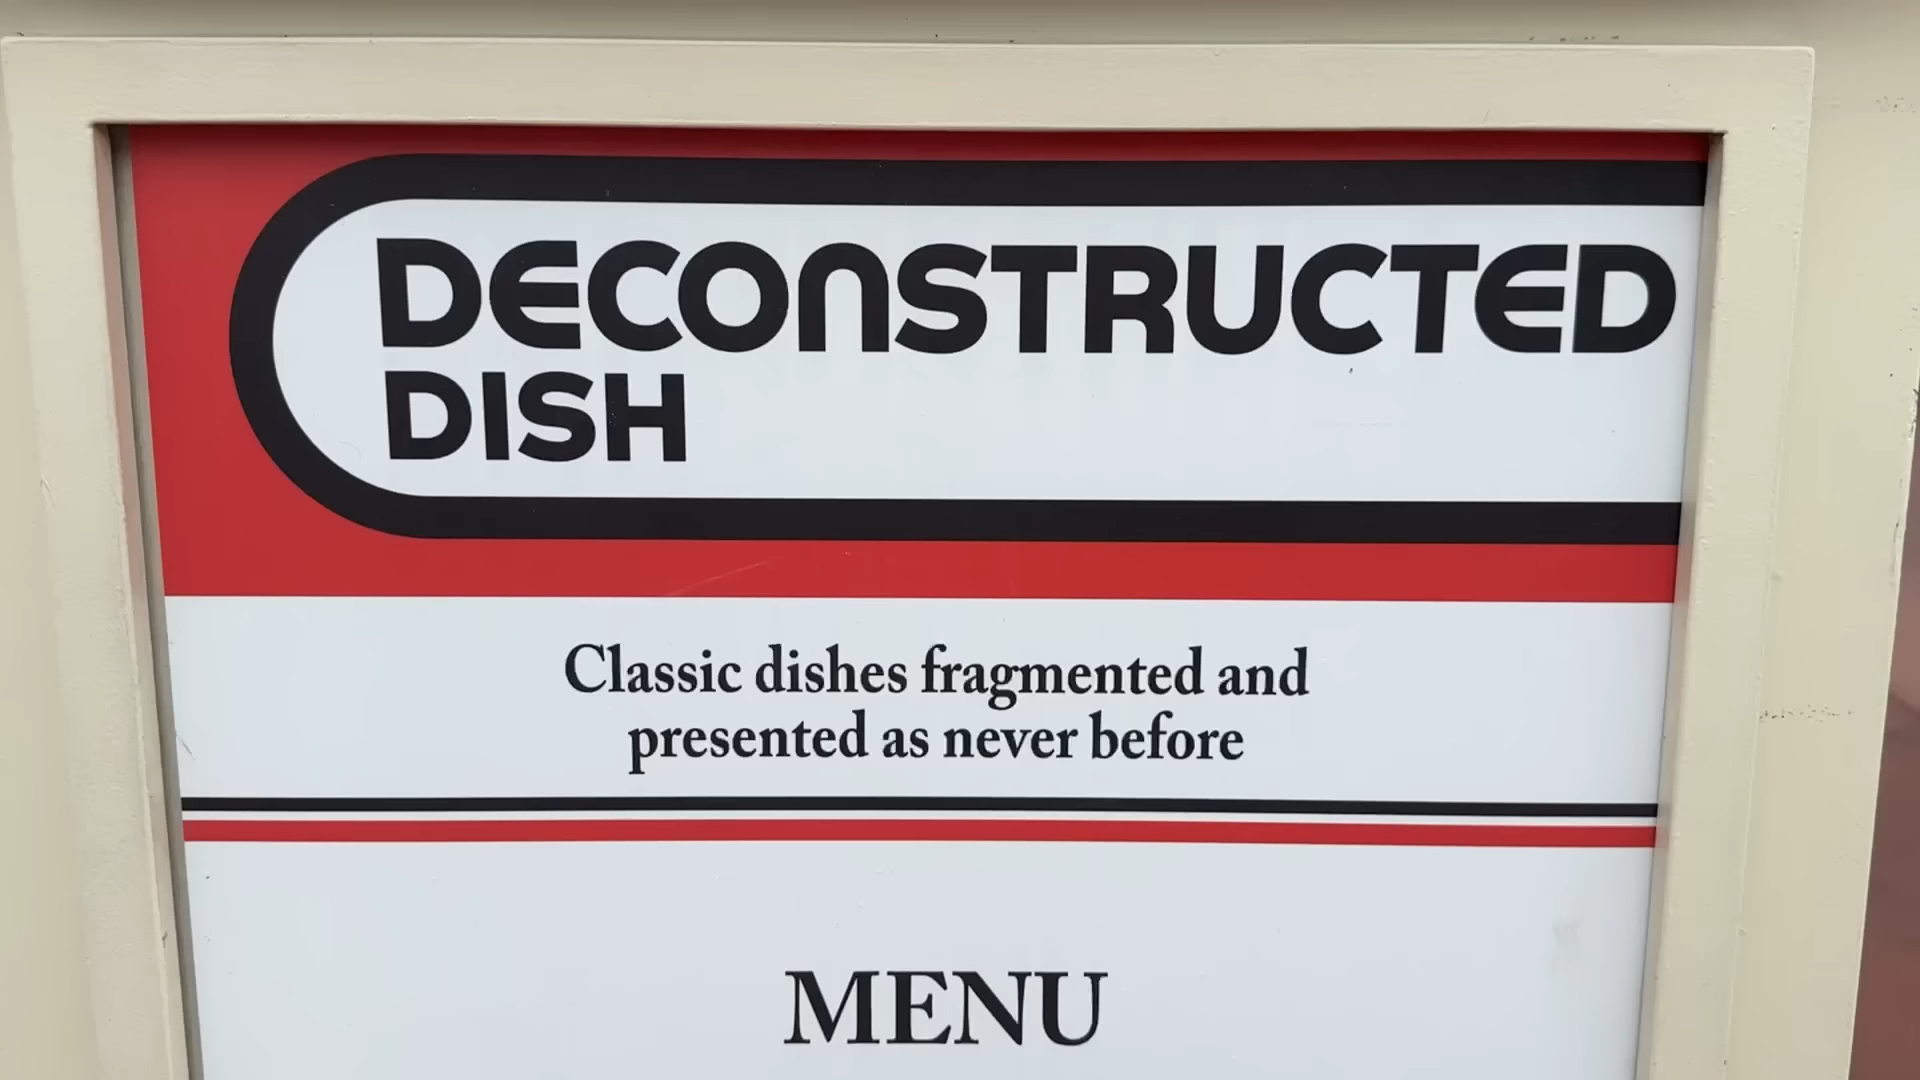 DECONSTRUCTED
DISH
Classic dishes fragmented and
presented as never before
MENU